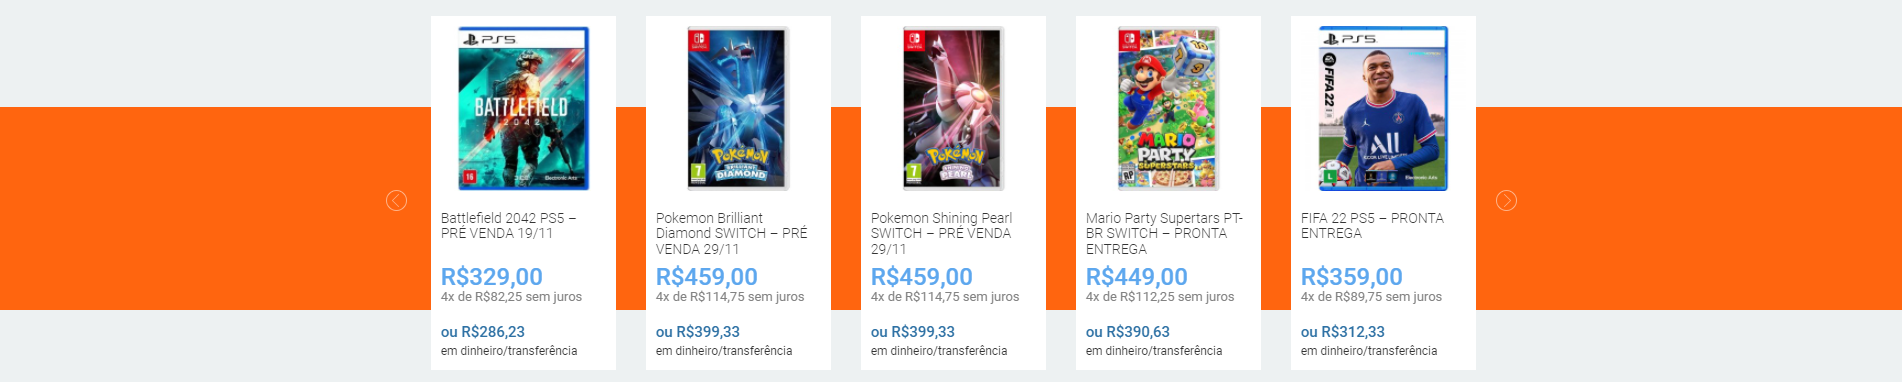 PS5
BATTLEFIELD
2042
16
Electronic Arts
Battlefield 2042 PS5 –
PRÉ VENDA 19/11
R$329,00
4x de R$82,25 sem juros
ou R$286,23
em dinheiro/transferência
POKÉMON
BRILLIANT
DIAMOND
7
Pokemon Brilliant
Diamond SWITCH – PRÉ
VENDA 29/11
R$459,00
4x de R$114,75 sem juros
ou R$399,33
em dinheiro/transferência
POKÉMON
SHINING
PEARL
7
Pokemon Shining Pearl
SWITCH – PRÉ VENDA
29/11
R$459,00
4x de R$114,75 sem juros
ou R$399,33
em dinheiro/transferência
MARIO
PARTY
SUPERSTARS
RP
Mario Party Supertars PT-
BR SWITCH – PRONTA
ENTREGA
R$449,00
4x de R$112,25 sem juros
ou R$390,63
em dinheiro/transferência
PS5
FIFA 22
ALL
L
Electronic Arts
FIFA 22 PS5 – PRONTA
ENTREGA
R$359,00
4x de R$89,75 sem juros
ou R$312,33
em dinheiro/transferência